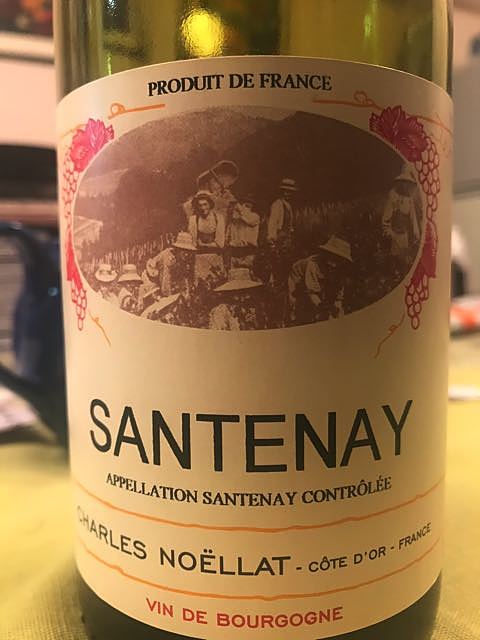 PRODUIT DE FRANCE
SANTENAY
APPELLATION SANTENAY CONTRÔLÉE
CHARLES NOËLLAT - CÔTE D'OR - FRANCE
VIN DE BOURGOGNE